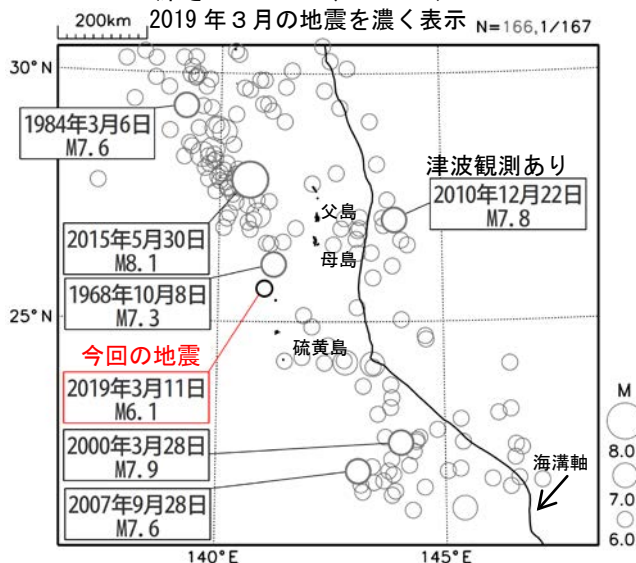 200km
2019年3月の地震を濃く表示 N=166,1/167
30°N
1984年3月6日
M7.6
津波観測あり
2010年12月22日
M7.8
父島
母島
2015年5月30日
M8.1
1968年10月8日
M7.3
25°N
今回の地震
硫黄島
2019年3月11日
M6.1
2000年3月28日
M7.9
2007年9月28日
M7.6
海溝軸
M
8.0
7.0
6.0
140°E
145°E